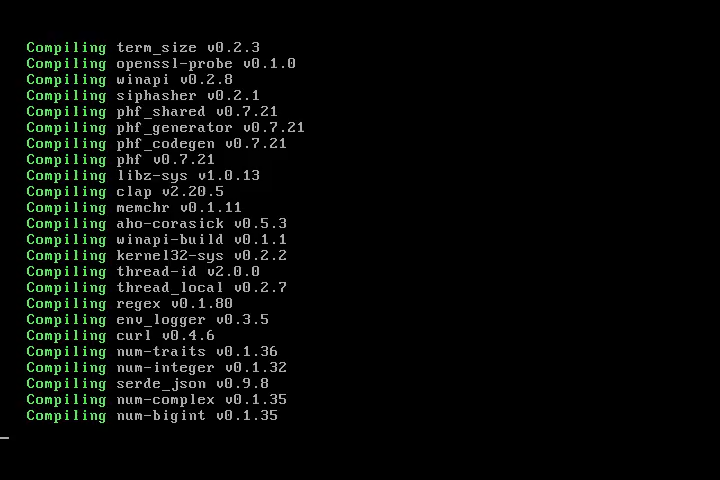 Compiling term_size v0.2.3
Compiling openssl-probe v0.1.0
Compiling winapi v0.2.8
Compiling siphasher v0.2.1
Compiling phf_shared v0.7.21
Compiling phf_generator v0.7.21
Compiling phf_codegen v0.7.21
Compiling phf v0.7.21
Compiling libz-sys v1.0.13
Compiling clap v2.20.5
Compiling memchr v0.1.11
Compiling aho-corasick v0.5.3
Compiling winapi-build v0.1.1
Compiling kernel32-sys v0.2.2
Compiling thread-id v2.0.0
Compiling thread_local v0.2.7
Compiling regex v0.1.80
Compiling env_logger v0.3.5
Compiling curl v0.4.6
Compiling num-traits v0.1.36
Compiling num-integer v0.1.32
Compiling serde_json v0.9.8
Compiling num-complex v0.1.35
Compiling num-bigint v0.1.35